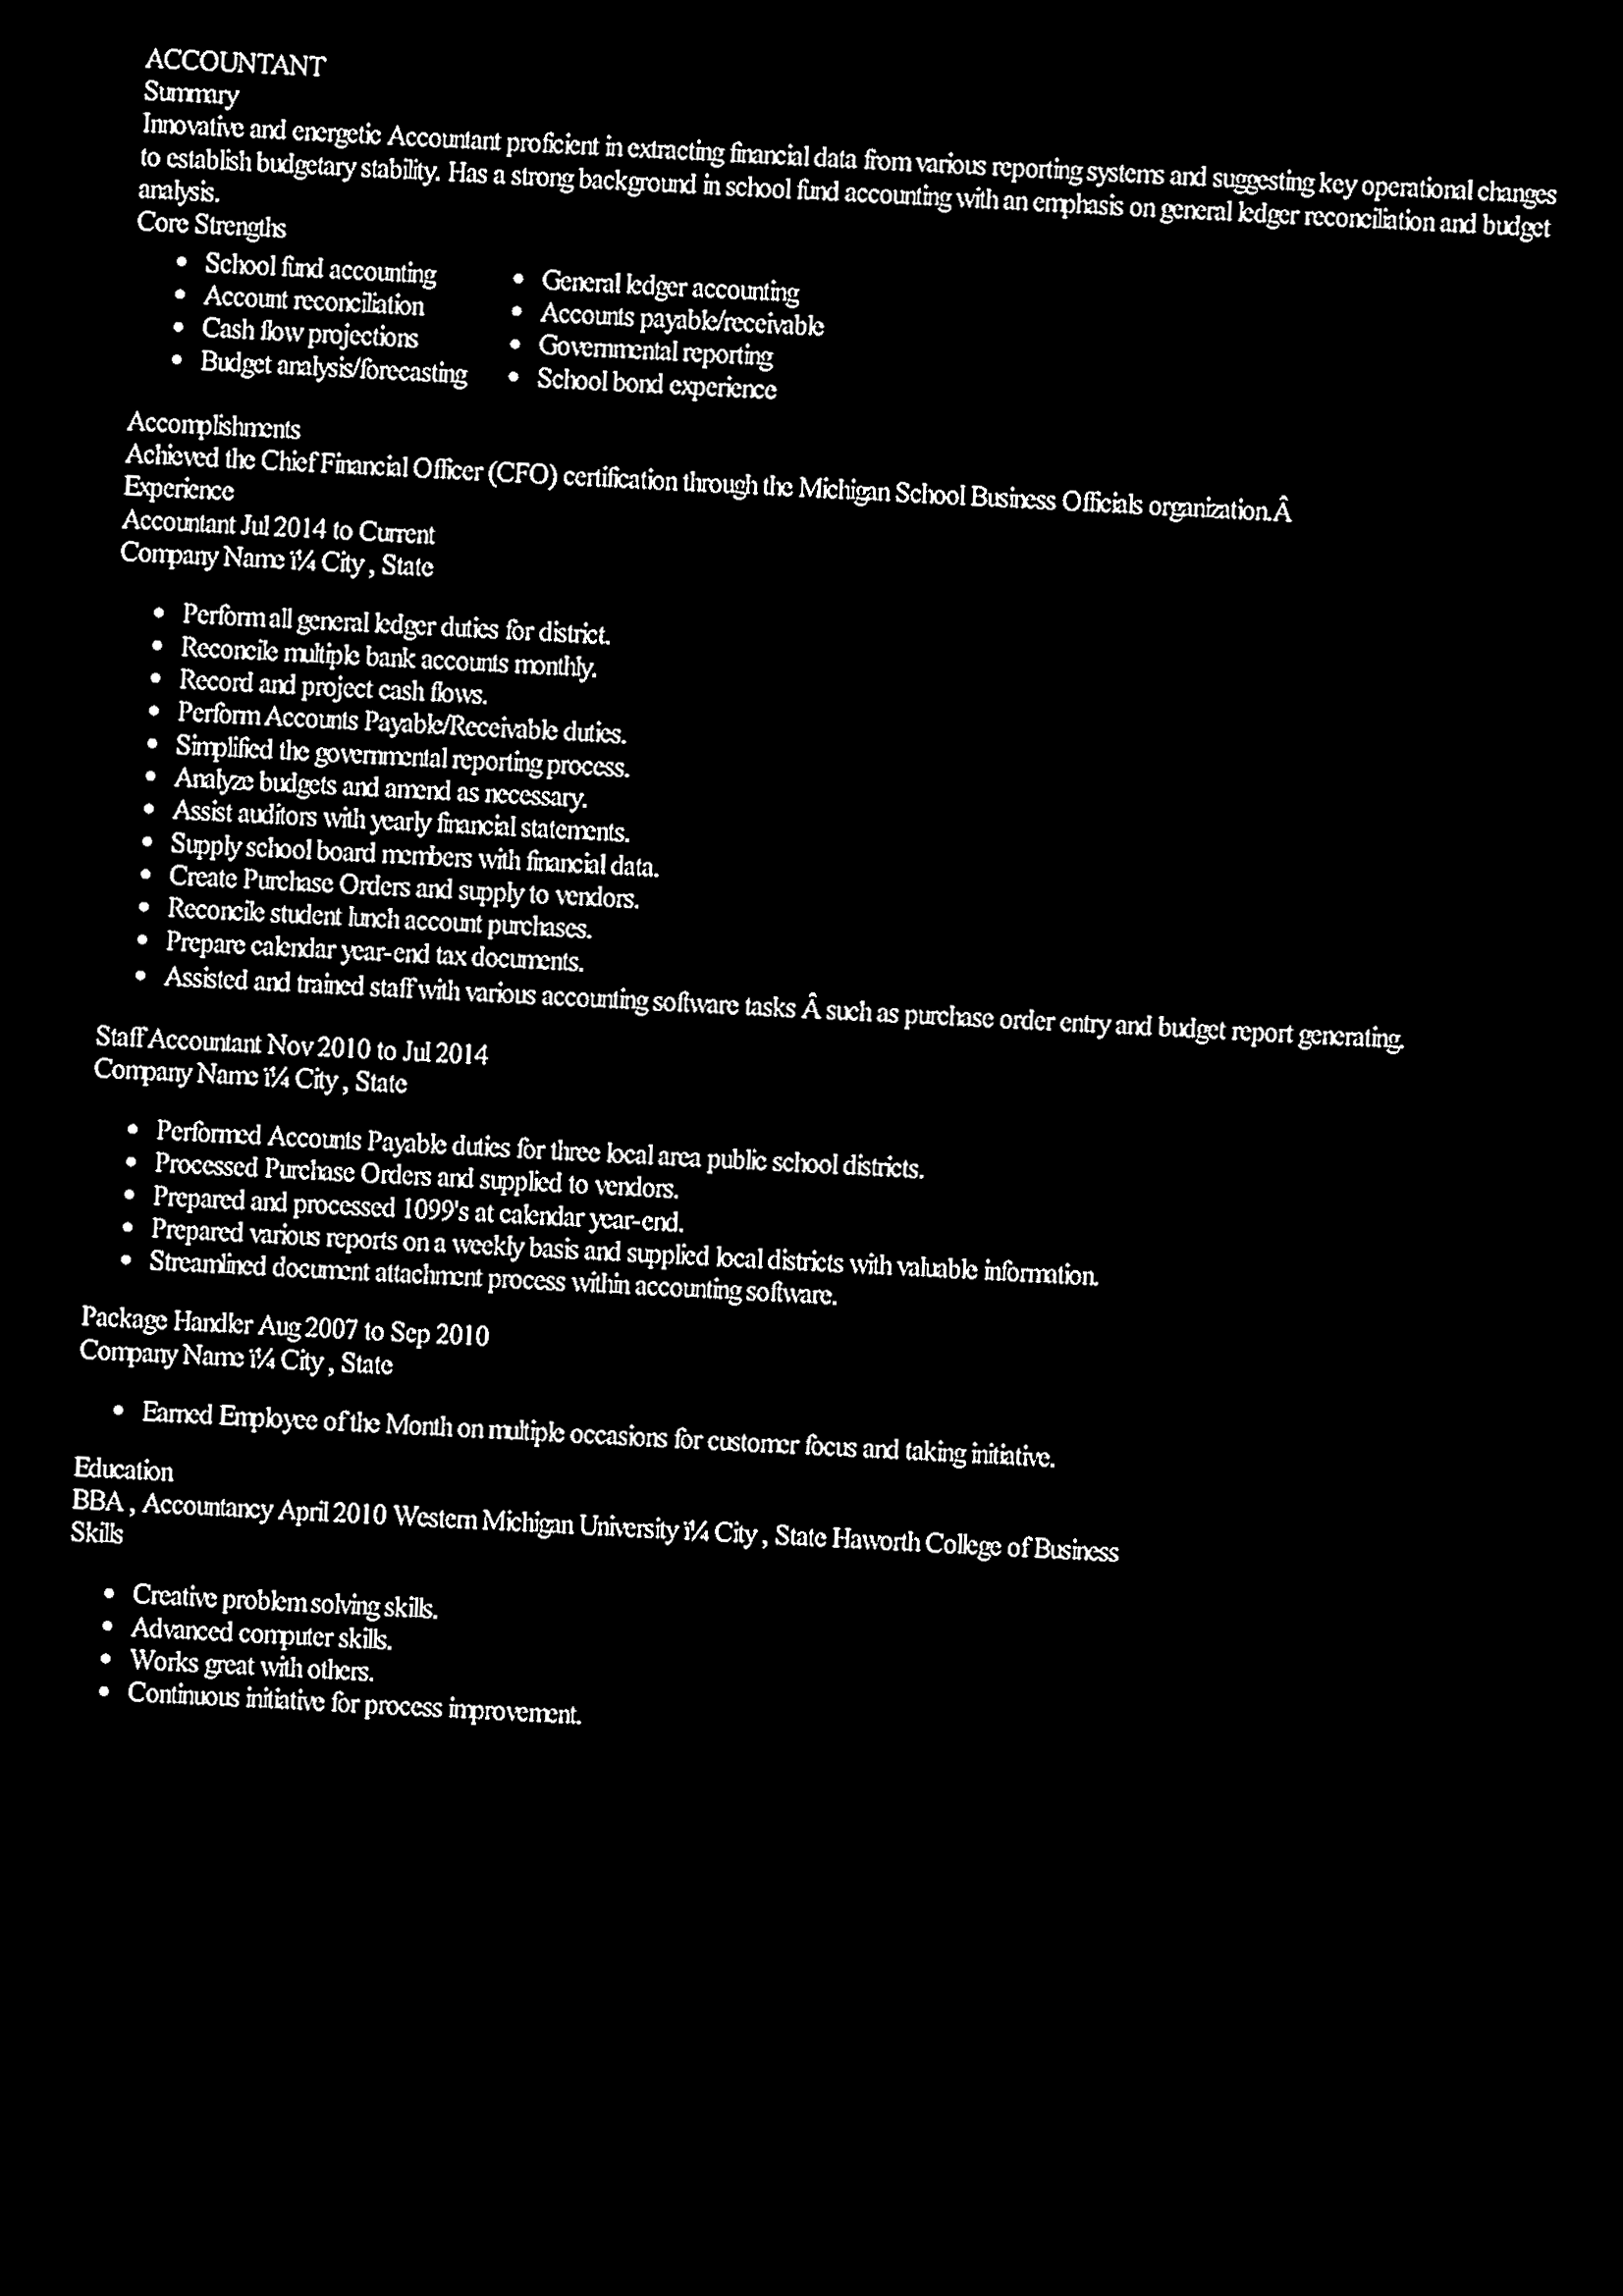 ACCOUNTANT
Summary
Innovative and energetic Accountant proficient in extracting financial data from various reporting systems and suggesting key operational changes
to establish budgetary stability. Has a strong background in school fund accounting with an emphasis on general ledger reconciliation and budget
analysis.
Core Strengths
• School fund accounting
• Account reconciliation
• Cash flow projections
• Budget analysis/forecasting
• General ledger accounting
• Accounts payable/receivable
• Governmental reporting
• School bond experience
Accomplishments
Achieved the Chief Financial Officer (CFO) certification through the Michigan School Business Officials organization.Â
Experience
Accountant Jul 2014 to Current
Company Name ï¼ City , State
• Perform all general ledger duties for district.
• Reconcile multiple bank accounts monthly.
• Record and project cash flows.
• Perform Accounts Payable/Receivable duties.
• Simplified the governmental reporting process.
• Analyze budgets and amend as necessary.
• Assist auditors with yearly financial statements.
• Supply school board members with financial data.
• Create Purchase Orders and supply to vendors.
• Reconcile student lunch account purchases.
• Prepare calendar year-end tax documents.
• Assisted and trained staff with various accounting software tasks Â such as purchase order entry and budget report generating.
Staff Accountant Nov 2010 to Jul 2014
Company Name ï¼ City , State
• Performed Accounts Payable duties for three local area public school districts.
• Processed Purchase Orders and supplied to vendors.
• Prepared and processed 1099's at calendar year-end.
• Prepared various reports on a weekly basis and supplied local districts with valuable information.
• Streamlined document attachment process within accounting software.
Package Handler Aug 2007 to Sep 2010
Company Name ï¼ City , State
• Earned Employee of the Month on multiple occasions for customer focus and taking initiative.
Education
BBA , Accountancy April 2010 Western Michigan University ï¼ City , State Haworth College of Business
Skills
• Creative problem solving skills.
• Advanced computer skills.
• Works great with others.
• Continuous initiative for process improvement.